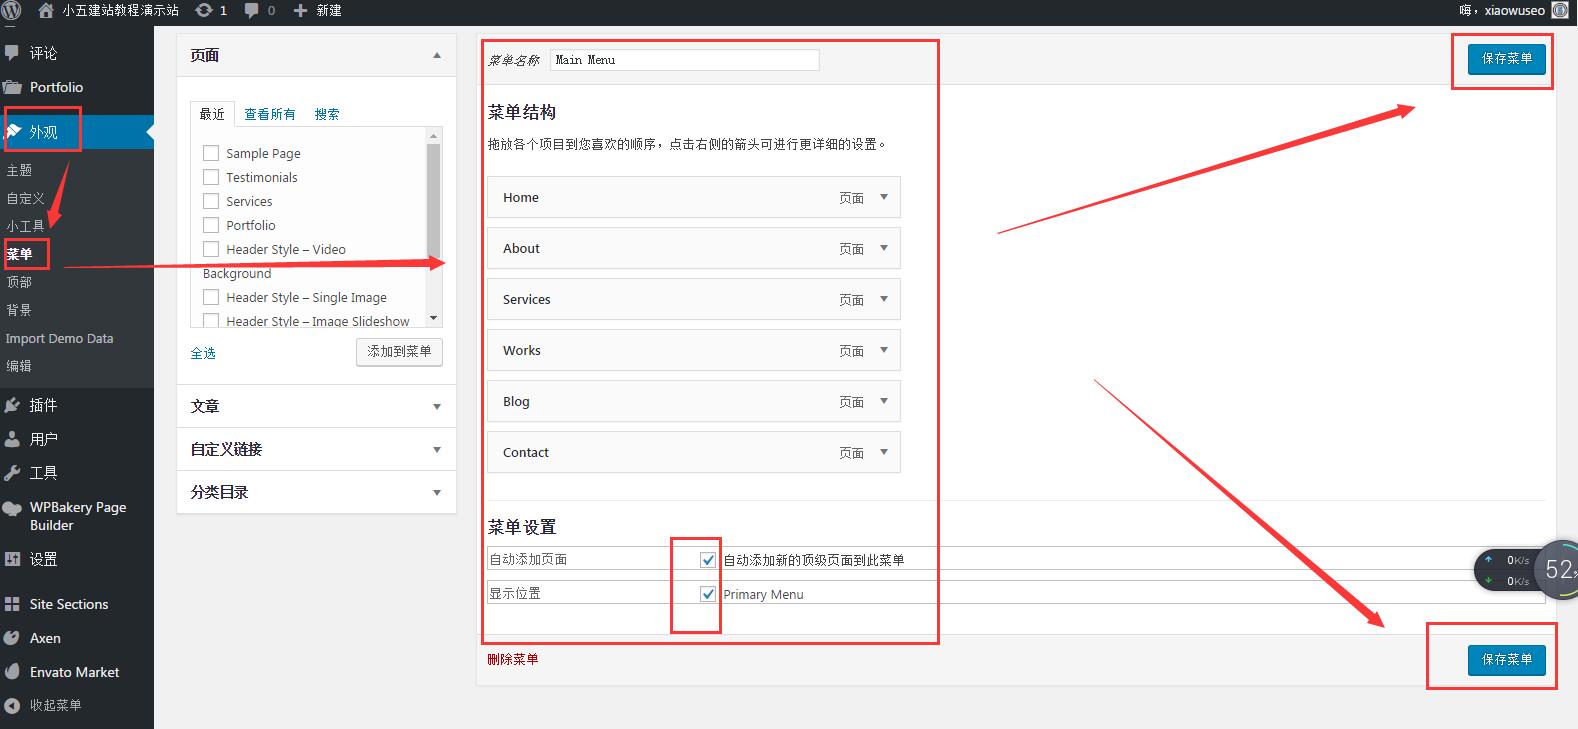 小五建站教程演示站
1
0
新建
嗨，xiaowuseo
评论
Portfolio
外观
主题
自定义
小工具
菜单
顶部
背景
Import Demo Data
编辑
插件
用户
工具
WPBakery Page
Builder
设置
Site Sections
Axen
Envato Market
收起菜单
页面
最近
查看所有
搜索
Sample Page
Testimonials
Services
Portfolio
Header Style – Video
Background
Header Style – Single Image
Header Style – Image Slideshow
全选
添加到菜单
文章
自定义链接
分类目录
菜单名称
Main Menu
保存菜单
菜单结构
拖放各个项目到您喜欢的顺序，点击右侧的箭头可进行更详细的设置。
Home 页面
About 页面
Services 页面
Works 页面
Blog 页面
Contact 页面
菜单设置
自动添加页面
自动添加新的顶级页面到此菜单
显示位置
Primary Menu
0K/s
0K/s
52%
删除菜单
保存菜单